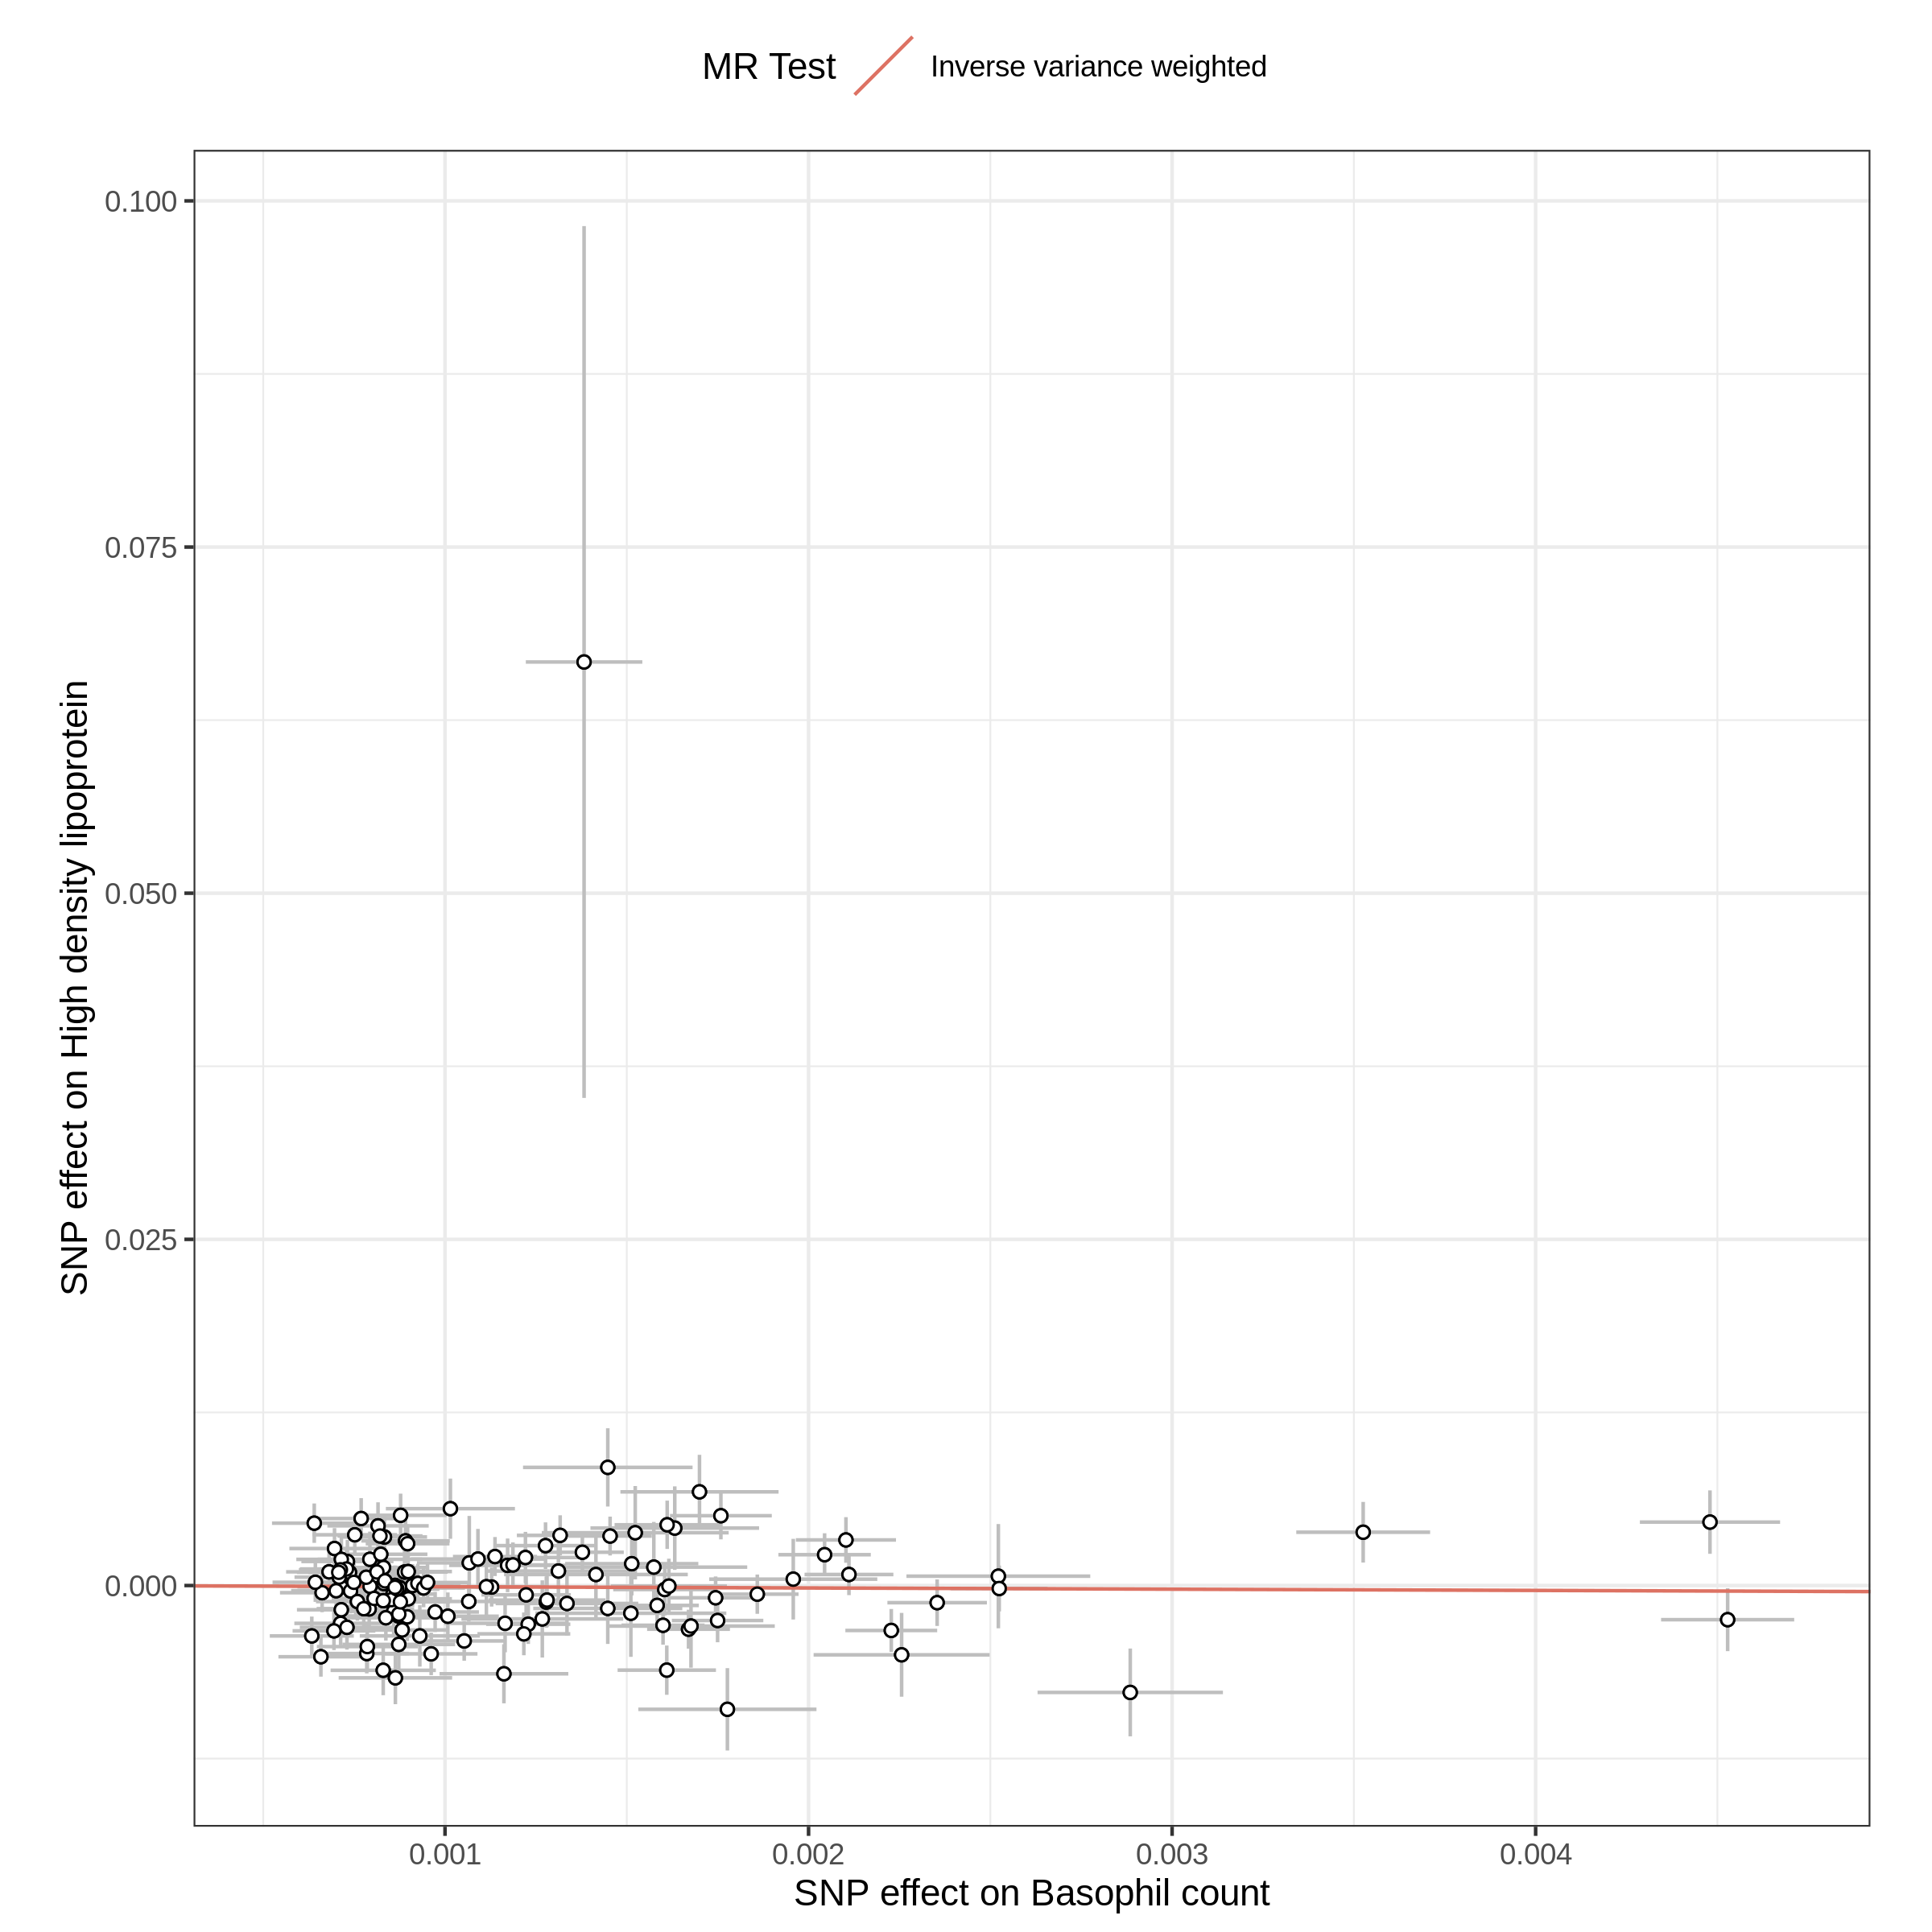 MR Test
Inverse variance weighted
SNP effect on High density lipoprotein
0.100
0.075
0.050
0.025
0.000
0.001
0.002
0.003
0.004
SNP effect on Basophil count